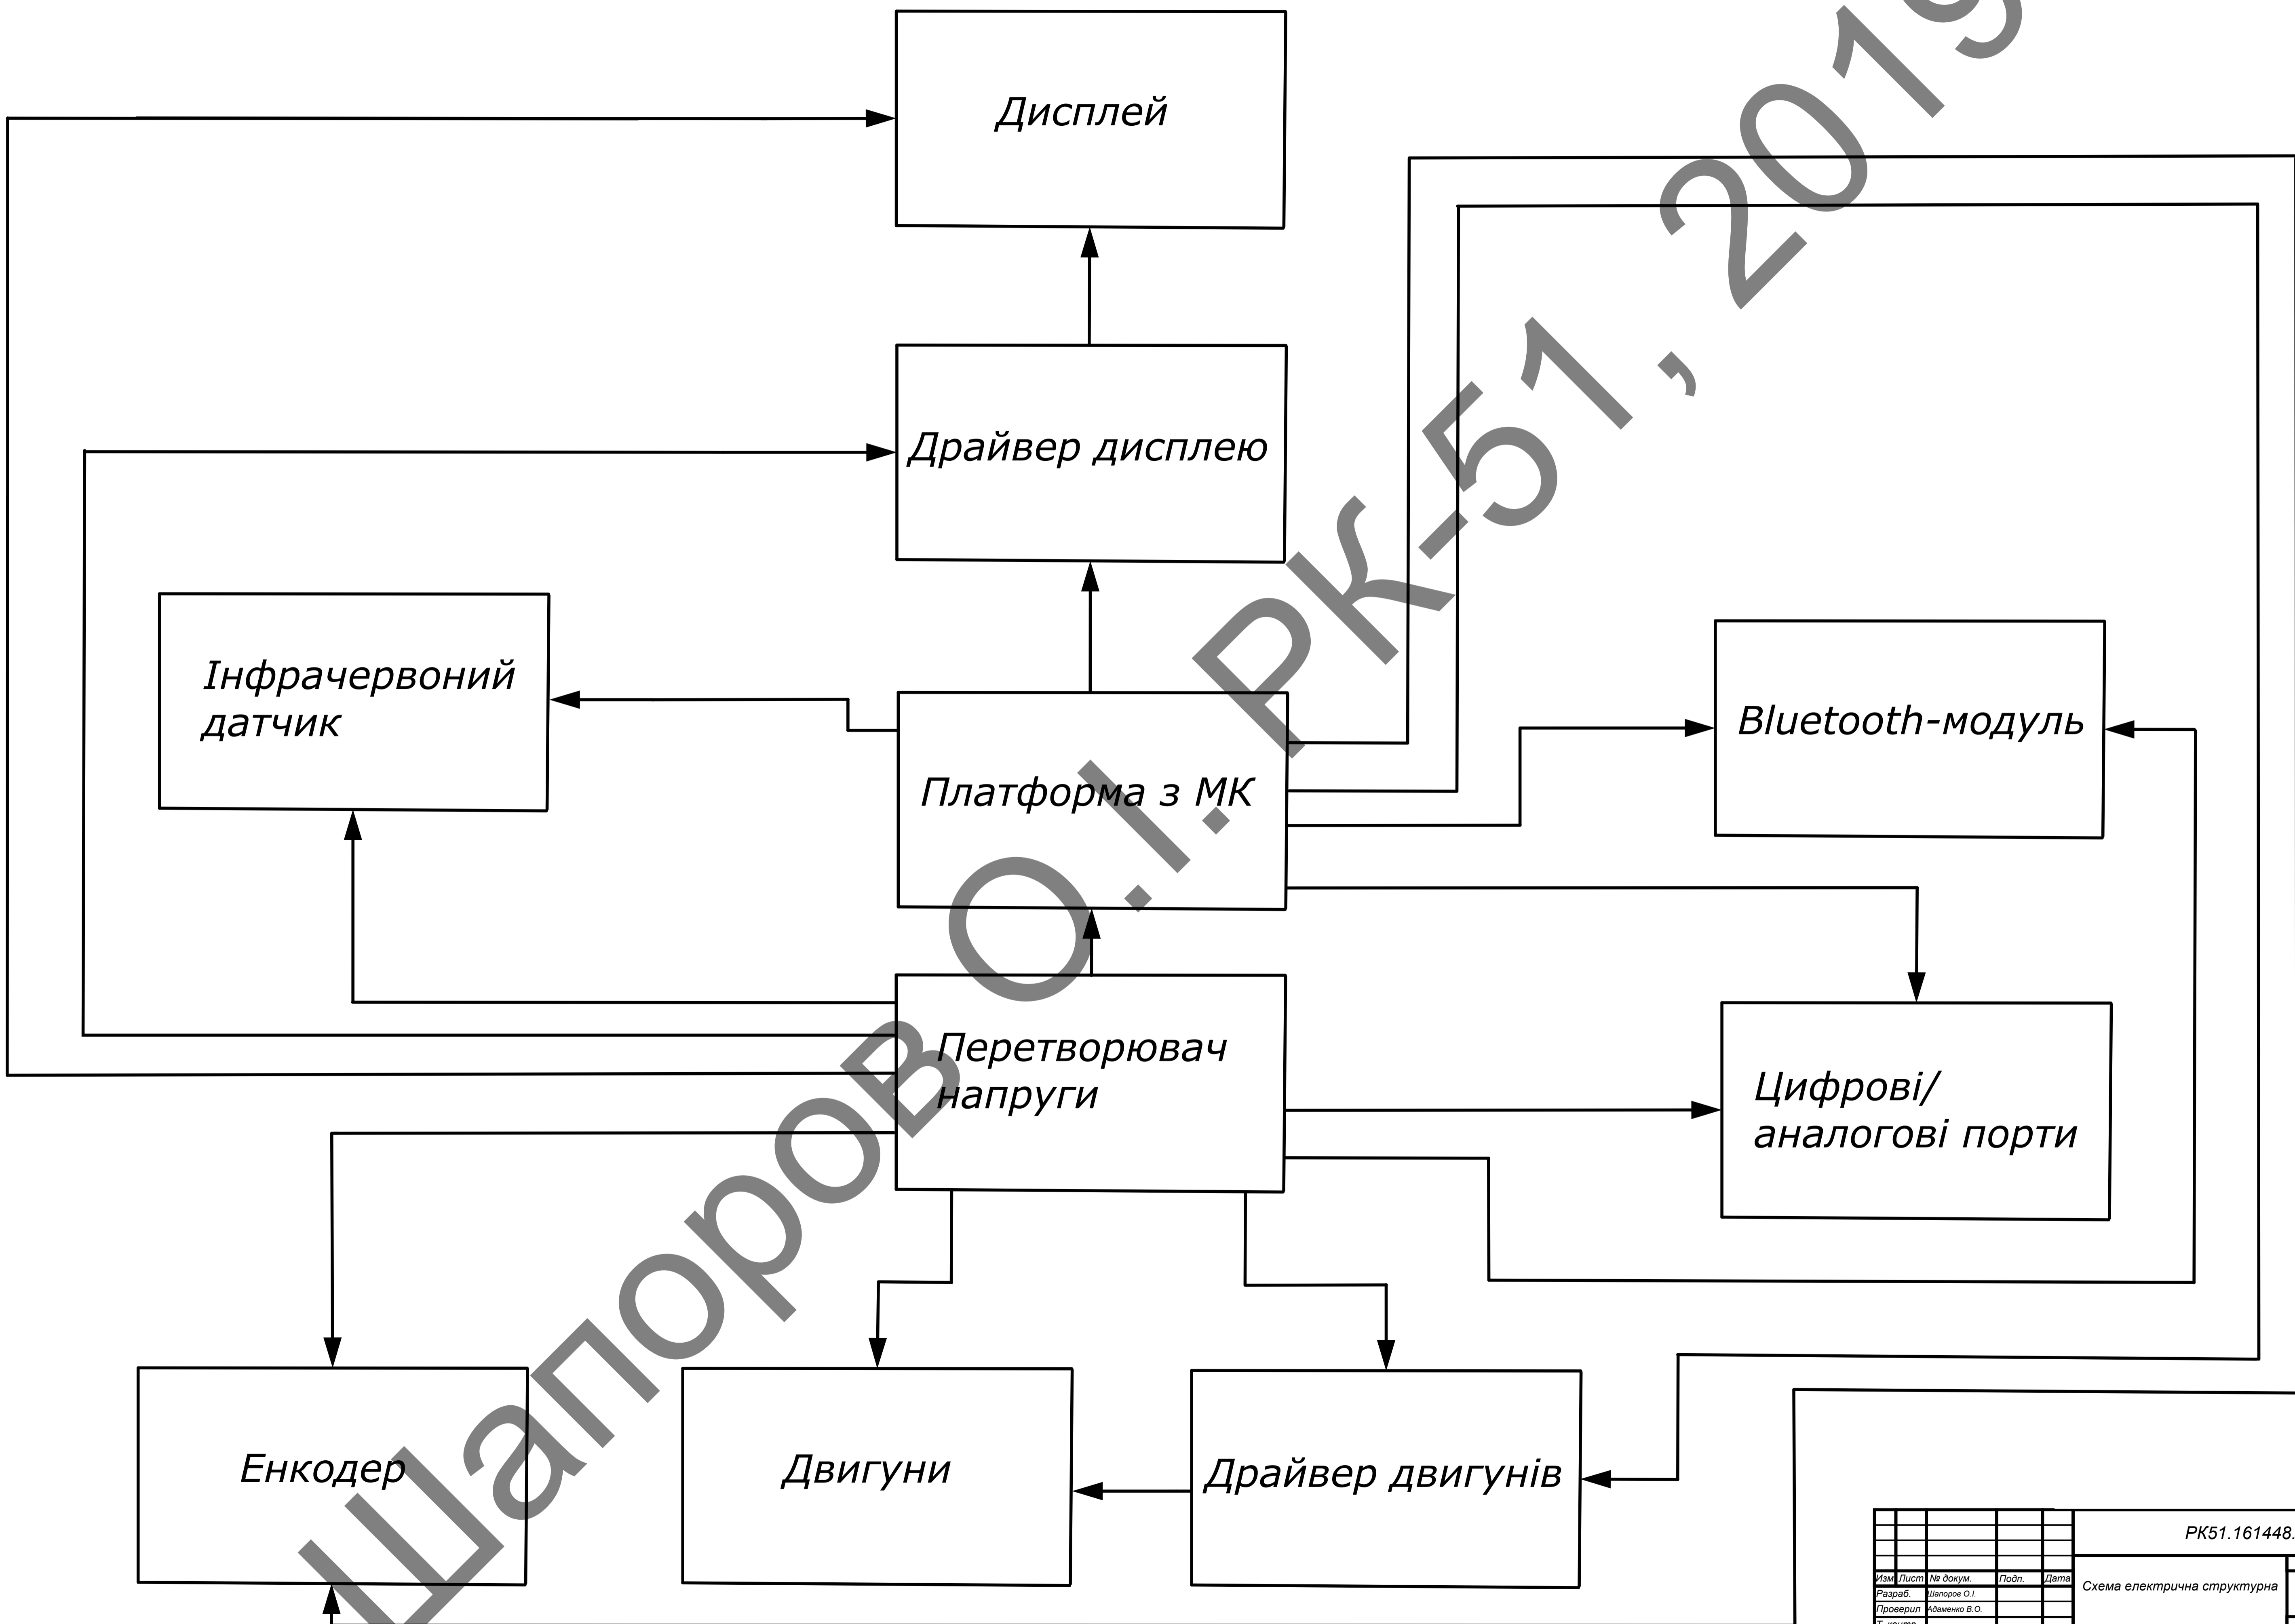 Дисплей
Драйвер дисплею
Інфрачервоний
датчик
Платформа з МК
Bluetooth-модуль
Перетворювач
напруги
Цифрові/
аналогові порти
Енкодер
Двигуни
Драйвер двигунів
Шапоров О.І. РК-51, 2019
РК51.161448.
Изм Лист № докум. Подп. Дата
Разраб. Шапоров О.І.
Проверил Адаменко В.О.
Схема електрична структурна